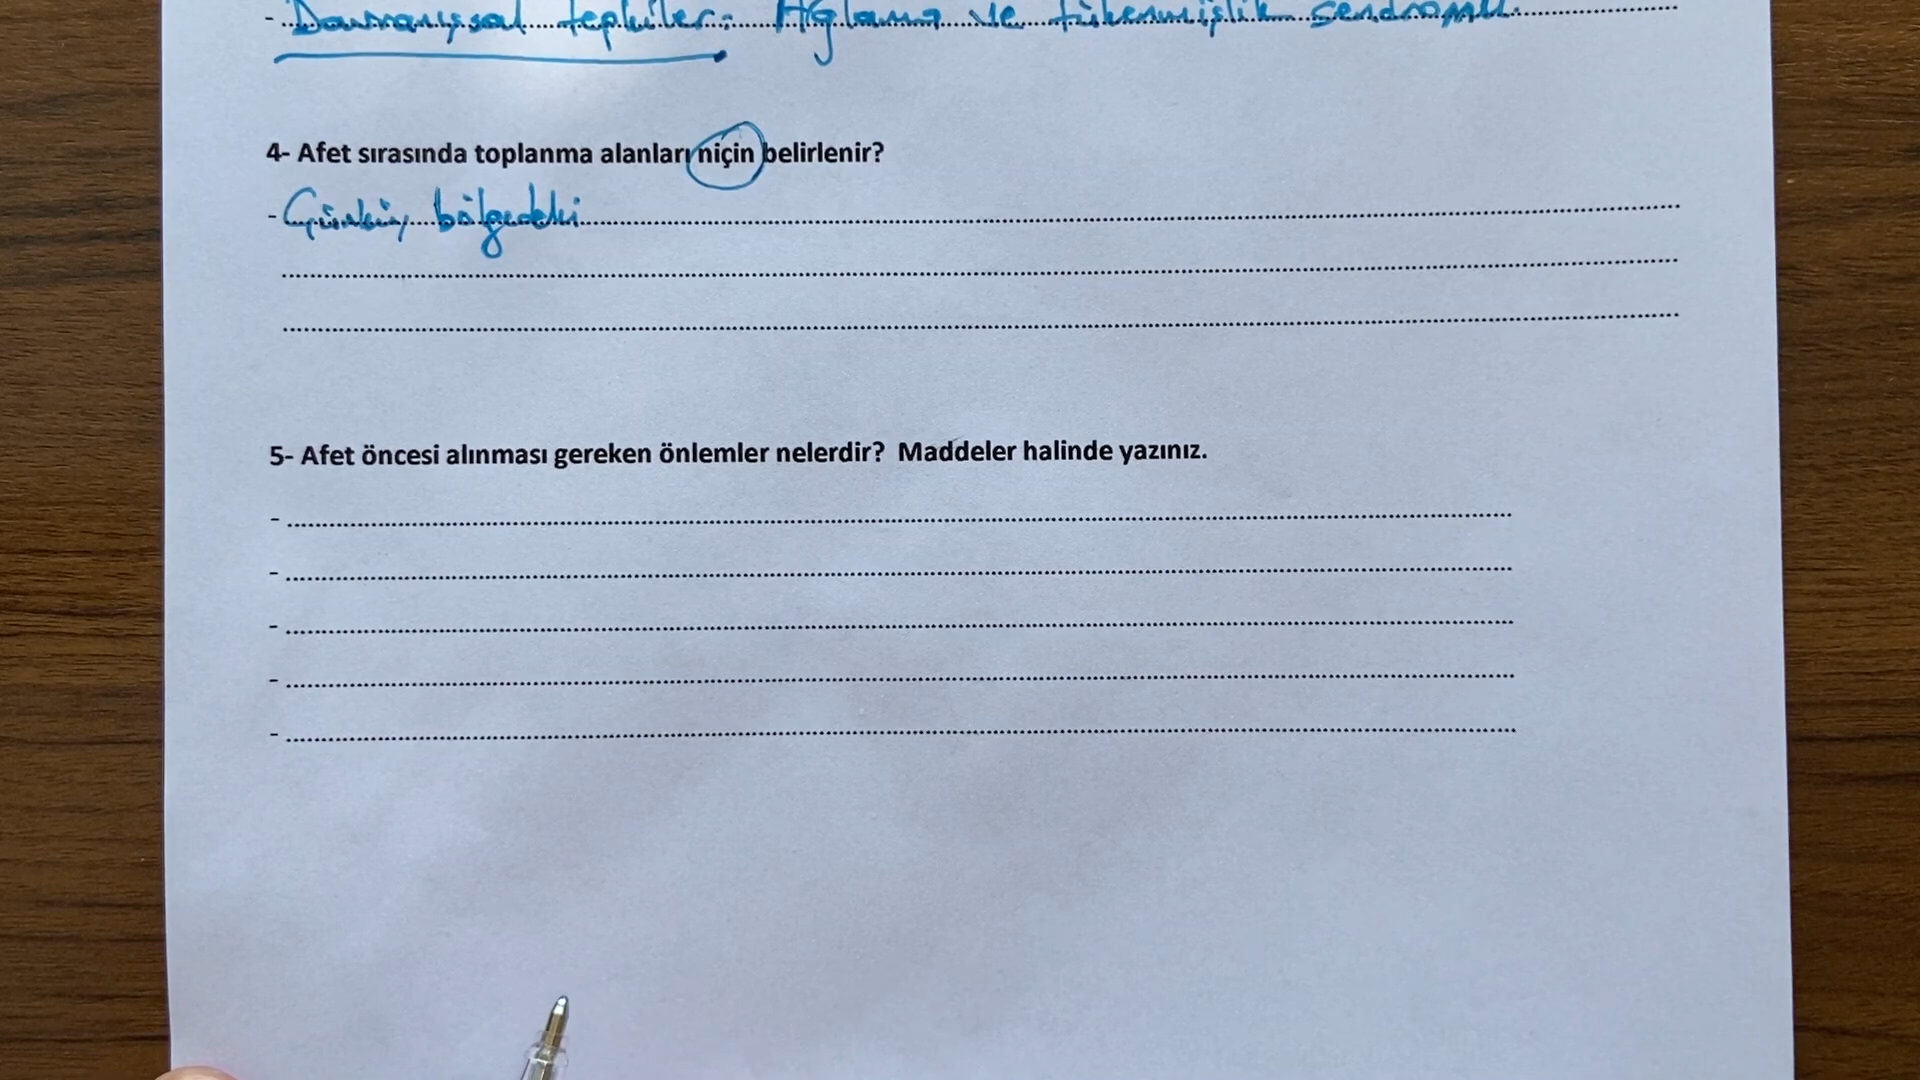 - Davranışsal tepkiler: Ağlama ve tükenmişlik sendromu.
4- Afet sırasında toplanma alanları niçin belirlenir?
- Çünkü, bölgedeki
5- Afet öncesi alınması gereken önlemler nelerdir? Maddeler halinde yazınız.
-
-
-
-
-